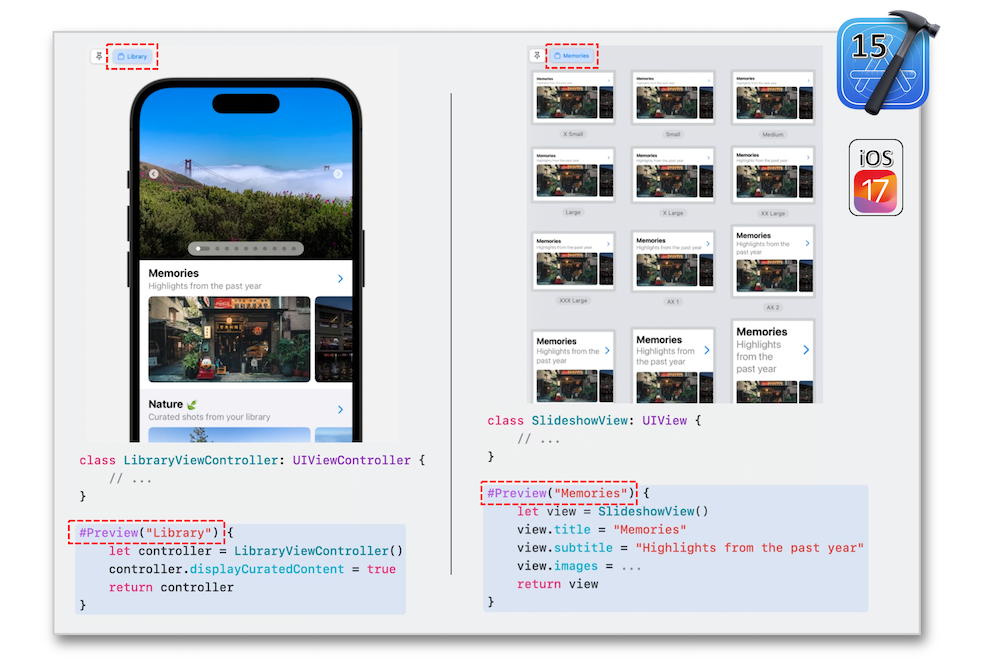 Library
Memories
Highlights from the past year
Nature 🌿
Curated shots from your library
class LibraryViewController: UIViewController {
// ...
}
#Preview("Library") {
let controller = LibraryViewController()
controller.displayCuratedContent = true
return controller
}
Memories
Memories
Highlights from the past year
Memories
Highlights from the past year
Memories
Highlights from the past year
X Small
Small
Medium
Memories
Highlights from the past year
Memories
Highlights from the past year
Memories
Highlights from the past year
Large
X Large
XX Large
Memories
Highlights from the past year
Memories
Highlights from the past year
Memories
Highlights from the
past year
XXX Large
AX 1
AX 2
Memories
Highlights from the
past year
Memories
Highlights from
the past year
Memories
Highlights
from the
past year
class SlideshowView: UIView {
// ...
}
#Preview("Memories") {
let view = SlideshowView()
view.title = "Memories"
view.subtitle = "Highlights from the past year"
view.images = ...
return view
}
15
iOS
17